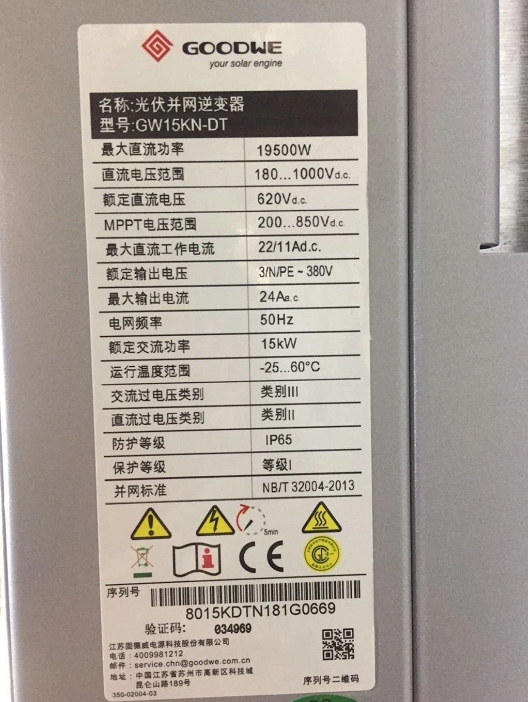 GOODWE
your solar engine
名称:光伏并网逆变器
型号:GW15KN-DT
最大直流功率 19500W
直流电压范围 180...1000Vd.c.
额定直流电压 620Vd.c.
MPPT电压范围 200...850Vd.c
最大直流工作电流 22/11Ad.c.
额定输出电压 3/N/PE ~ 380V
最大输出电流 24Aa.c
电网频率 50Hz
额定交流功率 15kW
运行温度范围 -25...60°C
交流过电压类别 类别III
直流过电压类别 类别II
防护等级 IP65
保护等级 等级I
并网标准 NB/T 32004-2013
5min
CE
序列号
8015KDTN181G0669
验证码: 034969
江苏固德威电源科技股份有限公司
电话：4009981212
邮件：service.chn@goodwe.com.cn
地址：中国江苏省苏州市高新区科技城
昆仑山路189号
序列号二维码
350-02004-03